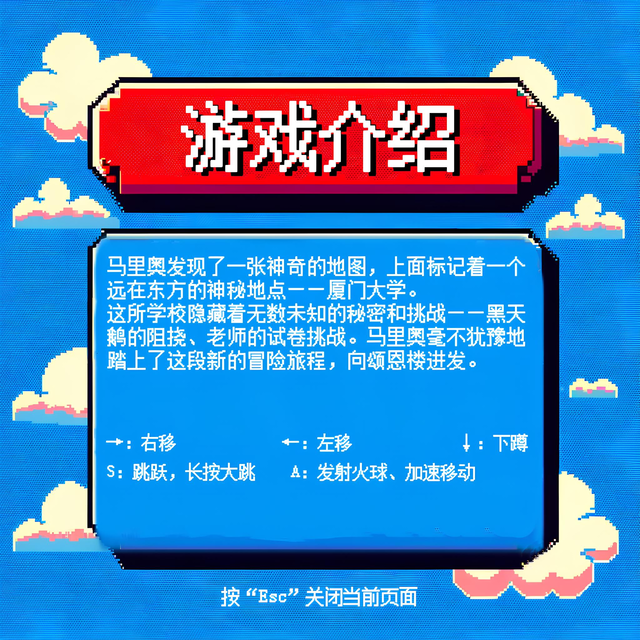 游戏介绍
马里奥发现了一张神奇的地图，上面标记着一个
远在东方的神秘地点——厦门大学。
这所学校隐藏着无数未知的秘密和挑战——黑天
鹅的阻挠、老师的试卷挑战。马里奥毫不犹豫地
踏上了这段新的冒险旅程，向颂恩楼进发。
→：右移 ←：左移 ↓：下蹲
S：跳跃，长按大跳 A：发射火球、加速移动
按“Esc”关闭当前页面